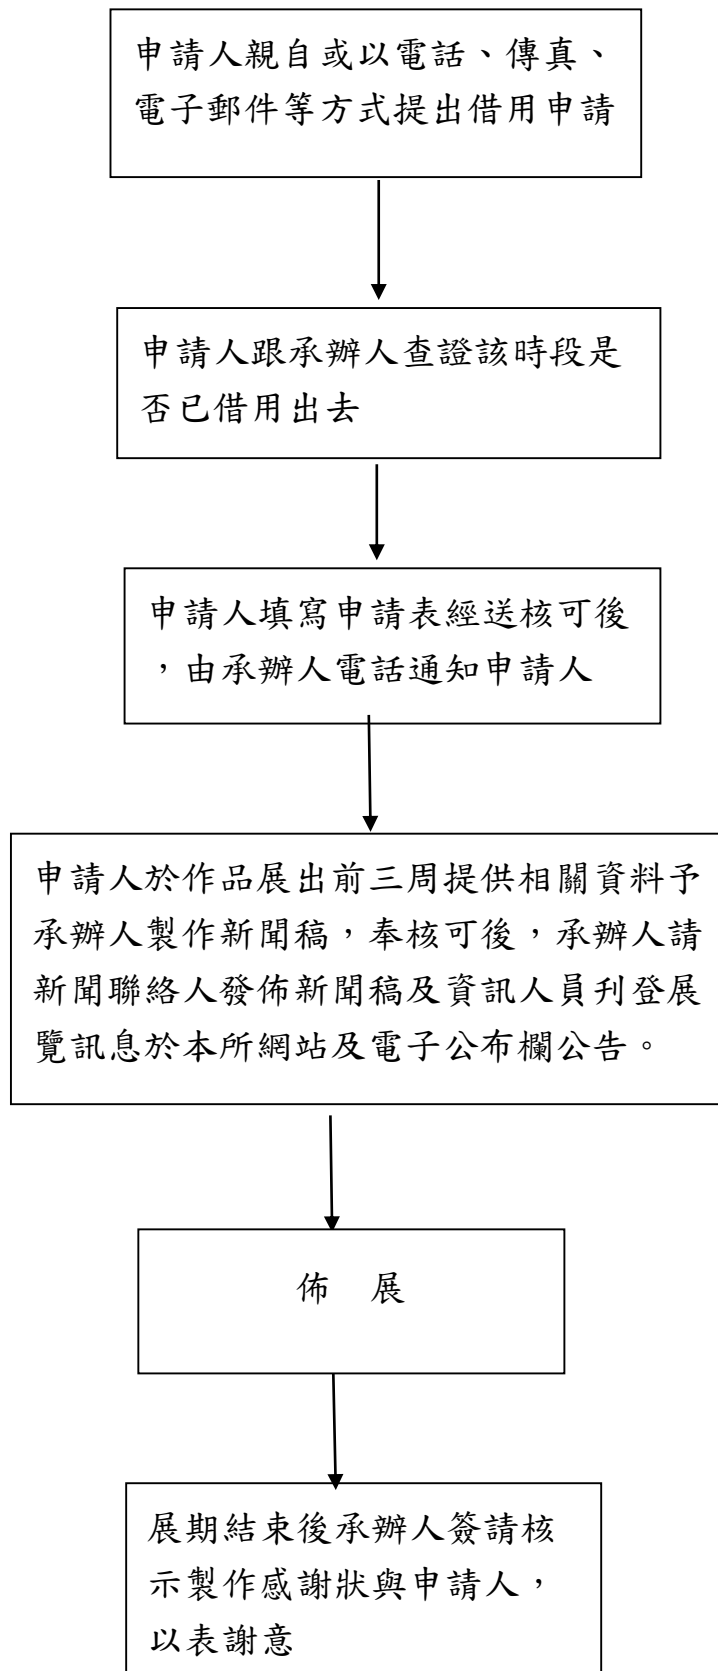 申請人親自或以電話、傳真、
電子郵件等方式提出借用申請
申請人跟承辦人查證該時段是
否已借用出去
申請人填寫申請表經送核可後
，由承辦人電話通知申請人
申請人於作品展出前三周提供相關資料予
承辦人製作新聞稿，奉核可後，承辦人請
新聞聯絡人發佈新聞稿及資訊人員刊登展
覽訊息於本所網站及電子公布欄公告。
佈　展
展期結束後承辦人簽請核
示製作感謝狀與申請人，
以表謝意